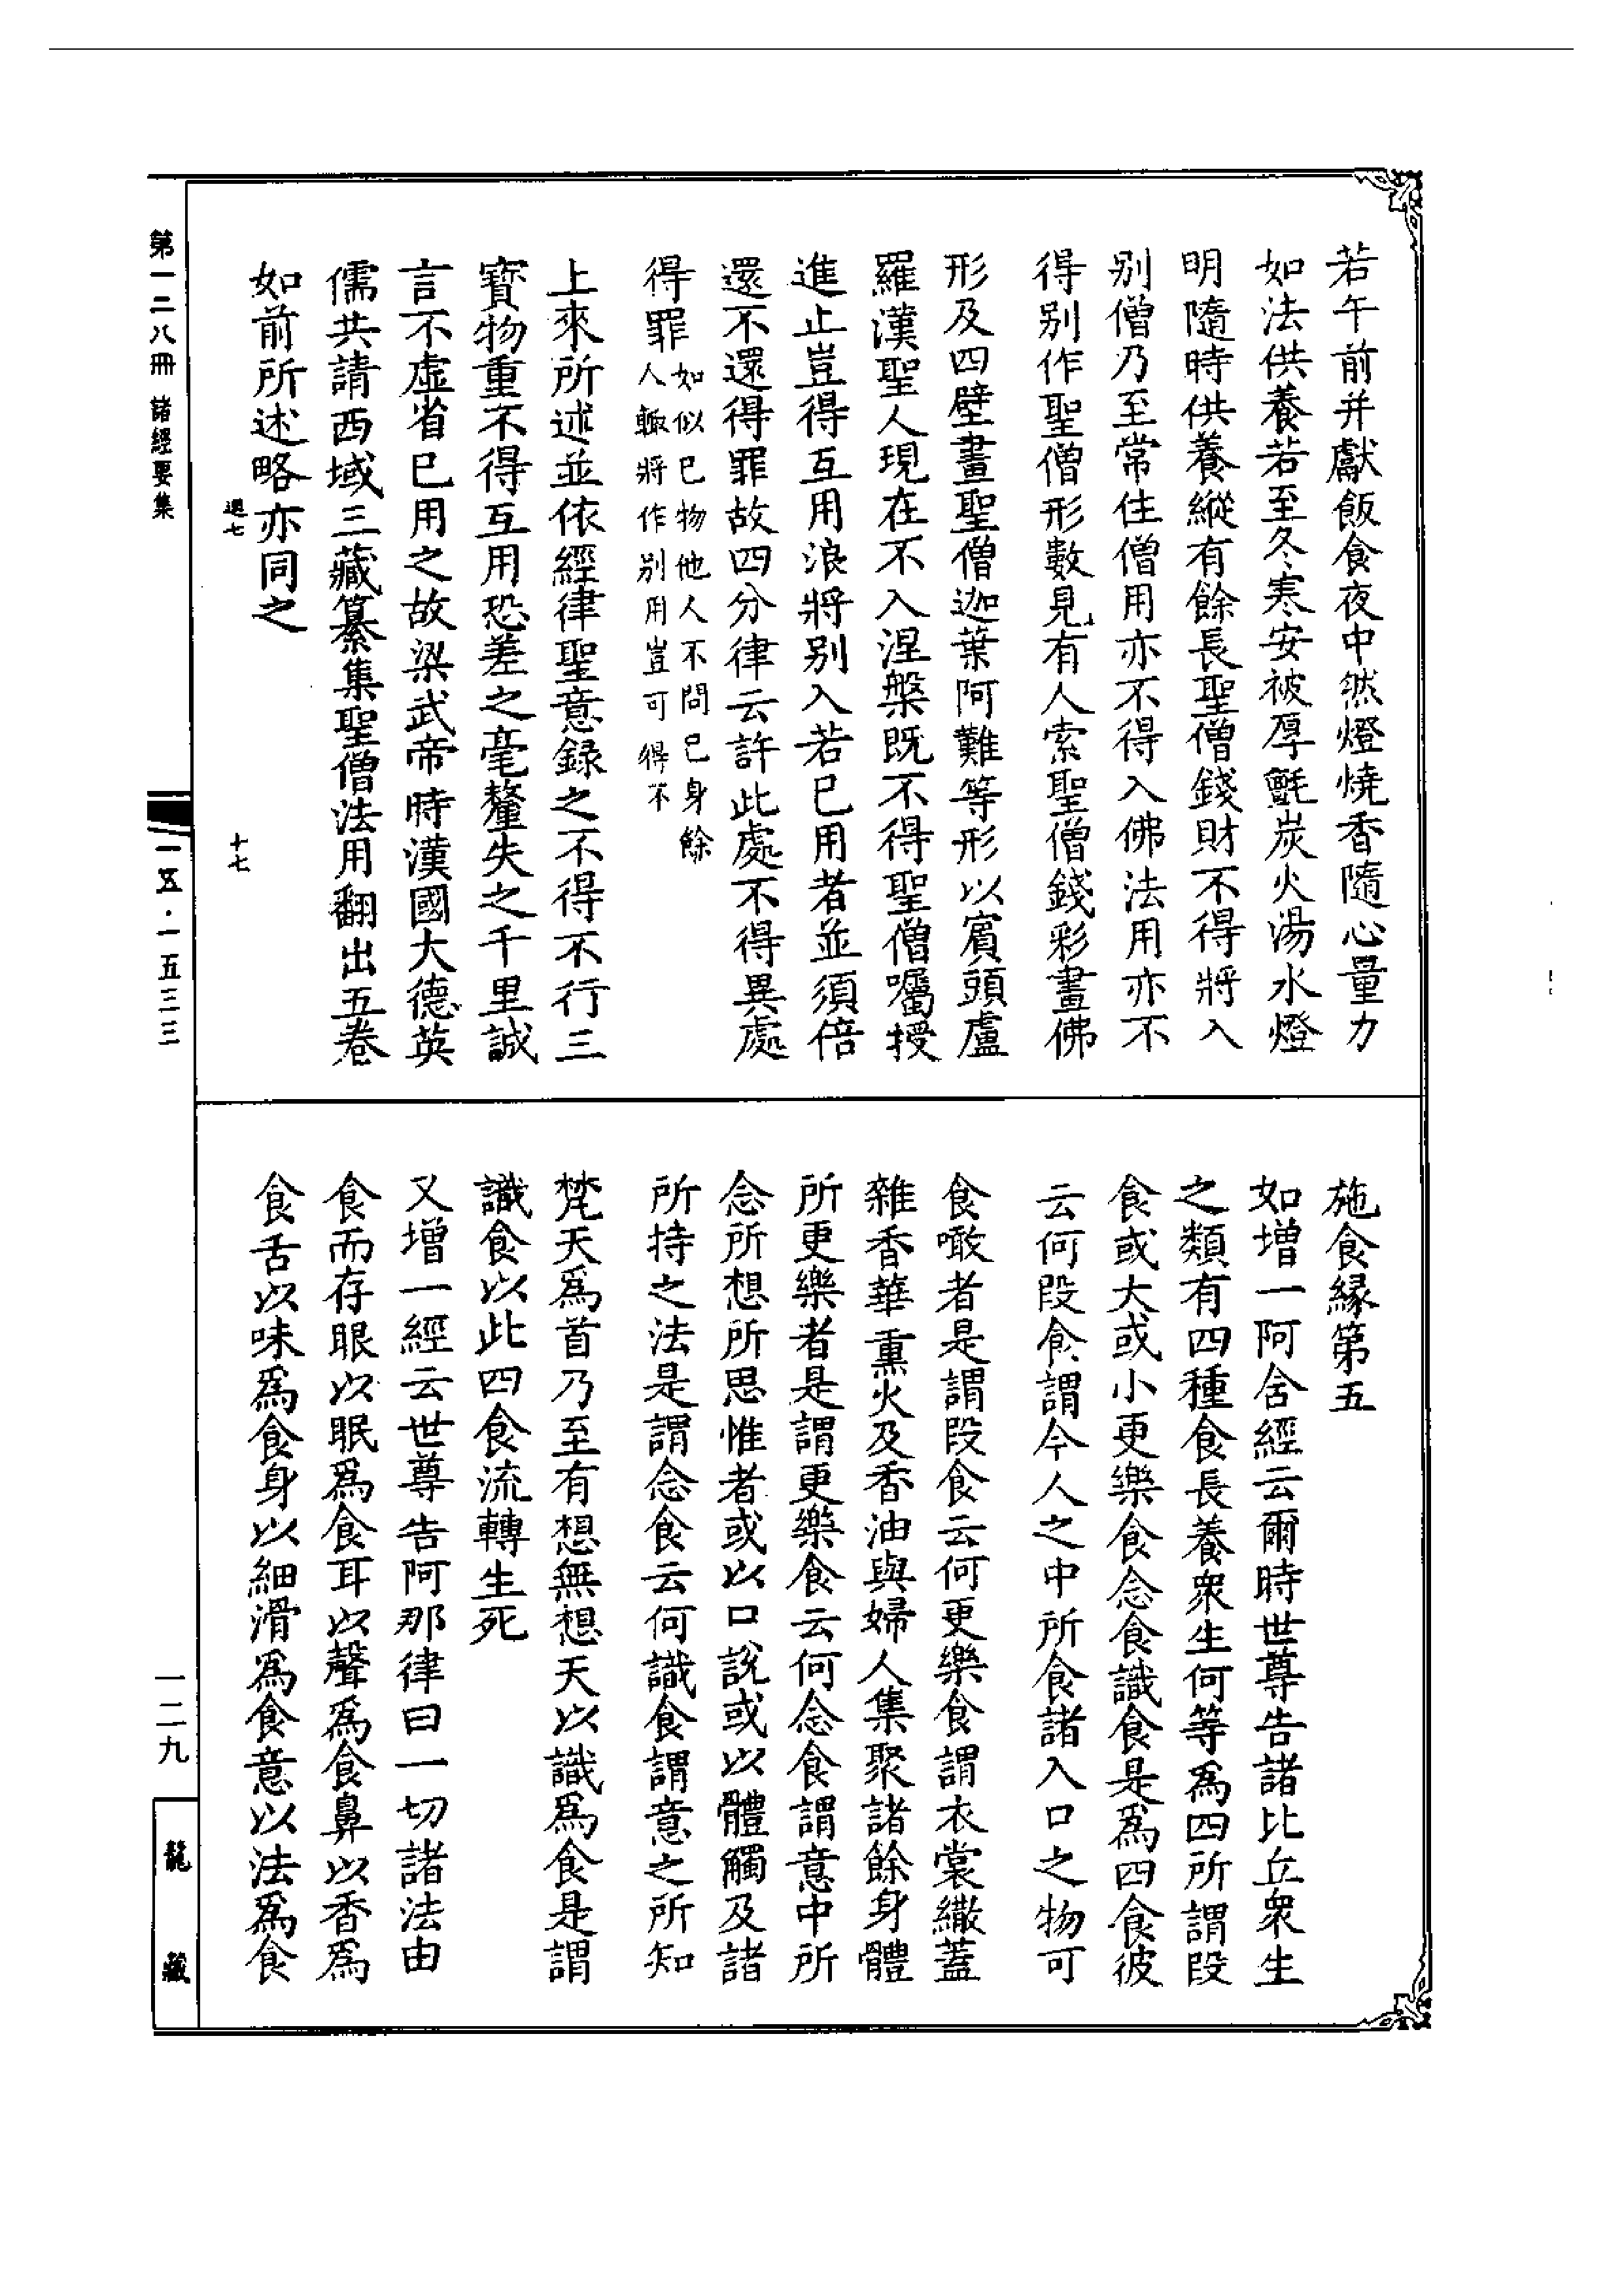 若午前并獻飯食夜中然燈燒香隨心量力
如法供養若至冬寒安被厚氈炭火湯水燈
明隨時供養縱有餘長聖僧錢財不得將入
別僧乃至常住僧用亦不得入佛法用亦不
得別作聖僧形數見有人索聖僧錢彩畫佛
形及四壁畫聖僧迦葉阿難等形以賓頭盧
羅漢聖人現在不入涅槃既不得聖僧囑授
進止豈得互用浪將別入若已用者並須倍
還不還得罪故四分律云許此處不得異處
得罪如似已物他人不問已身餘
人輙將作別用豈可得不
上來所述並依經律聖意録之不得不行三
寶物重不得互用恐差之毫釐失之千里誠
言不虛省已用之故梁武帝時漢國大德英
儒共請西域三藏纂集聖僧法用翻出五卷
如前所述略亦同之
施食縁第五
如增一阿含經云爾時世尊告諸比丘衆生
之類有四種食長養衆生何等爲四所謂段
食或大或小更樂食念食識食是爲四食彼
云何段食謂今人之中所食諸入口之物可
食噉者是謂段食云何更樂食謂衣裳繖蓋
雜香華熏火及香油與婦人集聚諸餘身體
所更樂者是謂更樂食云何念食謂意中所
念所想所思惟者或以口說或以體觸及諸
所持之法是謂念食云何識食謂意之所知
梵天爲首乃至有想無想天以識爲食是謂
識食以此四食流轉生死
又增一經云世尊告阿那律曰一切諸法由
食而存眼以眠爲食耳以聲爲食鼻以香爲
食舌以味爲食身以細滑爲食意以法爲食
第一二八冊 諸經要集
十七
一五·一五三三
一二九
龍藏